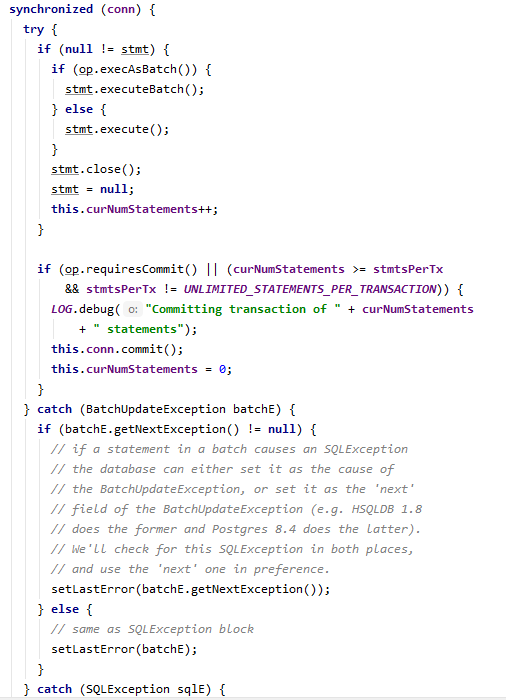 synchronized (conn) {
  try {
    if (null != stmt) {
      if (op.execAsBatch()) {
        stmt.executeBatch();
      } else {
        stmt.execute();
      }
      stmt.close();
      stmt = null;
      this.curNumStatements++;
    }

    if (op.requiresCommit() || (curNumStatements >= stmtsPerTx
        && stmtsPerTx != UNLIMITED_STATEMENTS_PER_TRANSACTION)) {
      LOG.debug( o: "Committing transaction of " + curNumStatements
          + " statements");
      this.conn.commit();
      this.curNumStatements = 0;
    }
  } catch (BatchUpdateException batchE) {
    if (batchE.getNextException() != null) {
      // if a statement in a batch causes an SQLException
      // the database can either set it as the cause of
      // the BatchUpdateException, or set it as the 'next'
      // field of the BatchUpdateException (e.g. HSQLDB 1.8
      // does the former and Postgres 8.4 does the latter).
      // We'll check for this SQLException in both places,
      // and use the 'next' one in preference.
      setLastError(batchE.getNextException());
    } else {
      // same as SQLException block
      setLastError(batchE);
    }
  } catch (SQLException sqlE) {